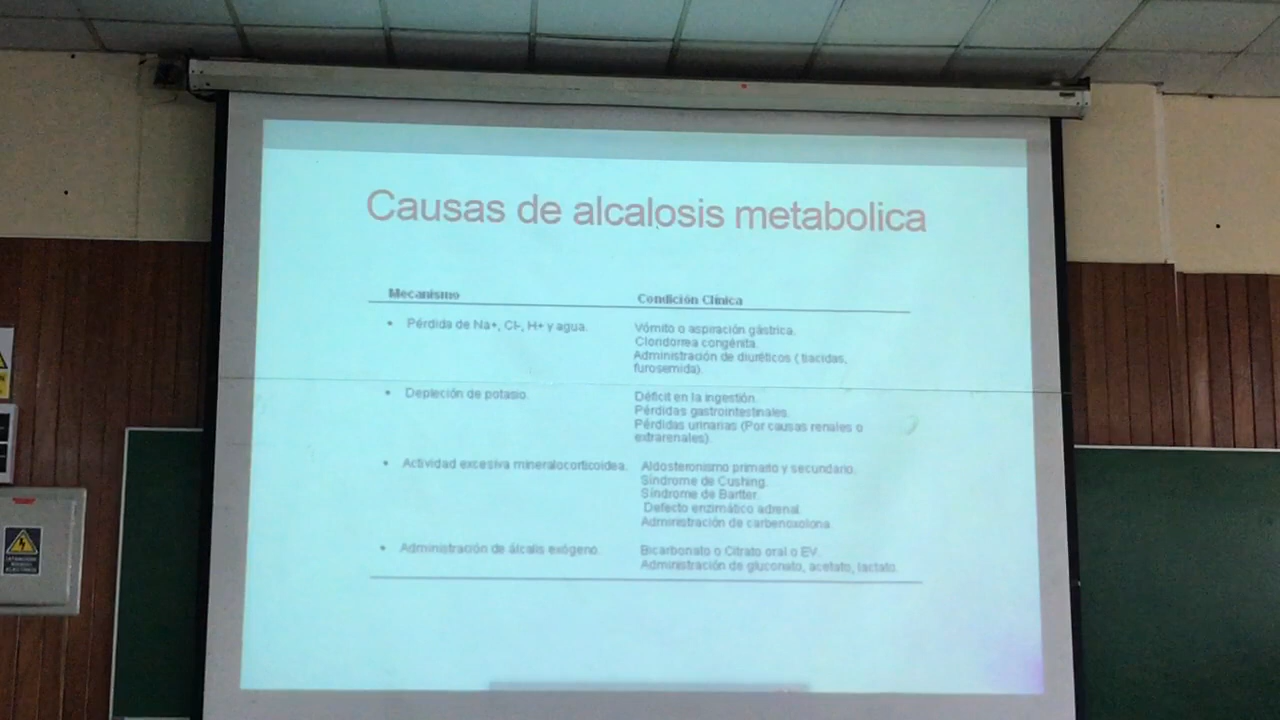 Causas de alcalosis metabolica
Mecanismo Condición Clínica
• Pérdida de Na+, Cl-, H+ y agua. Vómito o aspiración gástrica.
Cloridorrea congénita.
Administración de diuréticos ( tiacidas,
furosemida).
• Depleción de potasio. Déficit en la ingestión.
Pérdidas gastrointestinales.
Pérdidas urinarias (Por causas renales o
extrarenales)
• Actividad excesiva mineralocorticoidea. Aldosteronismo primario y secundario.
Síndrome de Cushing.
Síndrome de Bartter.
Defecto enzimático adrenal.
Administración de carbenoxolona.
• Administración de álcalis exógeno. Bicarbonato o Citrato oral o EV.
Administración de gluconato, acetato, lactato.